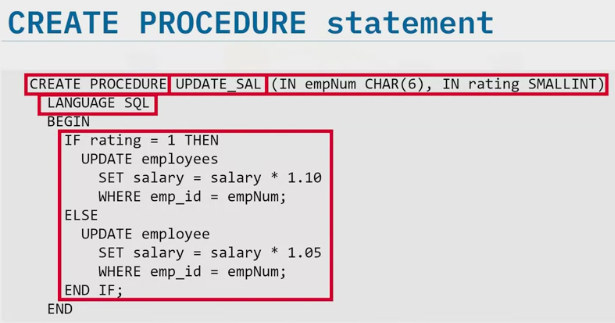 CREATE PROCEDURE statement
CREATE PROCEDURE UPDATE_SAL (IN empNum CHAR(6), IN rating SMALLINT)
LANGUAGE SQL
BEGIN
IF rating = 1 THEN
UPDATE employees
SET salary = salary * 1.10
WHERE emp_id = empNum;
ELSE
UPDATE employee
SET salary = salary * 1.05
WHERE emp_id = empNum;
END IF;
END